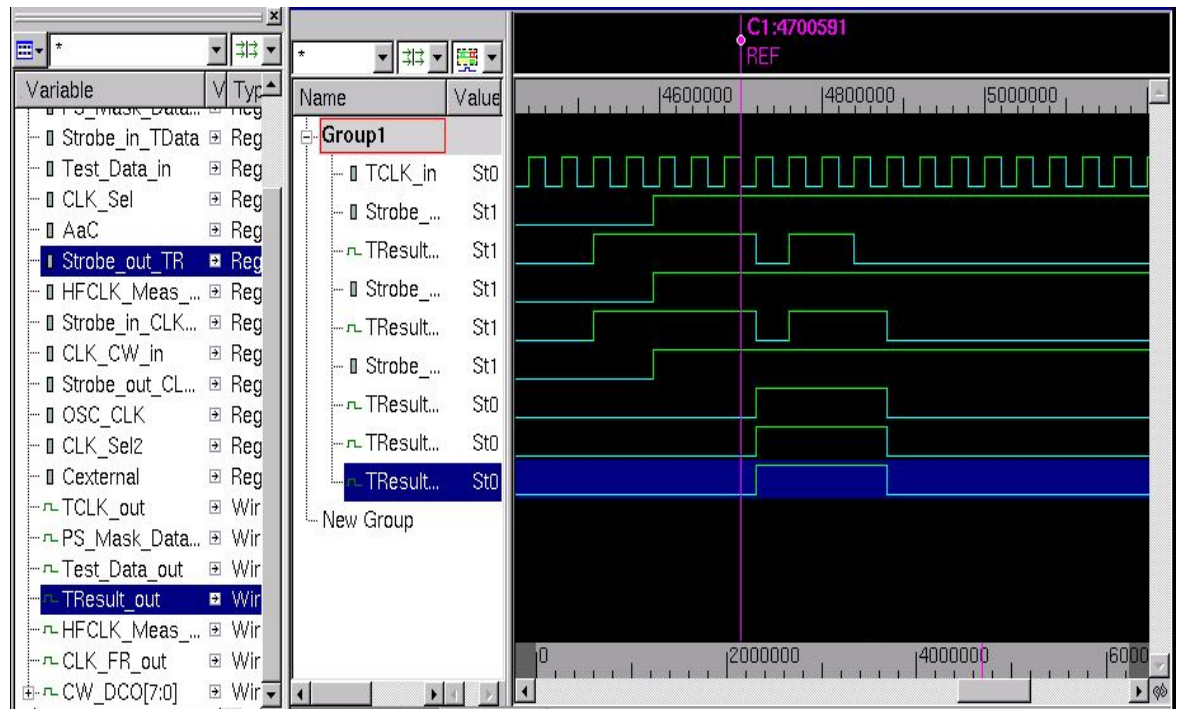 C1:4700591
REF
*
*
Variable V Typ
Name Value
4600000 4800000 5000000
Strobe_in_TData Reg
Test_Data_in Reg
CLK_Sel Reg
AaC Reg
Strobe_out_TR Reg
HFCLK_Meas_... Reg
Strobe_in_CLK... Reg
CLK_CW_in Reg
Strobe_out_CL... Reg
OSC_CLK Reg
CLK_Sel2 Reg
Cexternal Reg
TCLK_out Wir
PS_Mask_Data... Wir
Test_Data_out Wir
TResult_out Wir
HFCLK_Meas_... Wir
CLK_FR_out Wir
CW_DCO[7:0] Wir
Group1
TCLK_in St0
Strobe_... St1
TResult... St1
Strobe_... St1
TResult... St1
Strobe_... St1
TResult... St0
TResult... St0
TResult... St0
New Group
0 2000000 4000000 6000